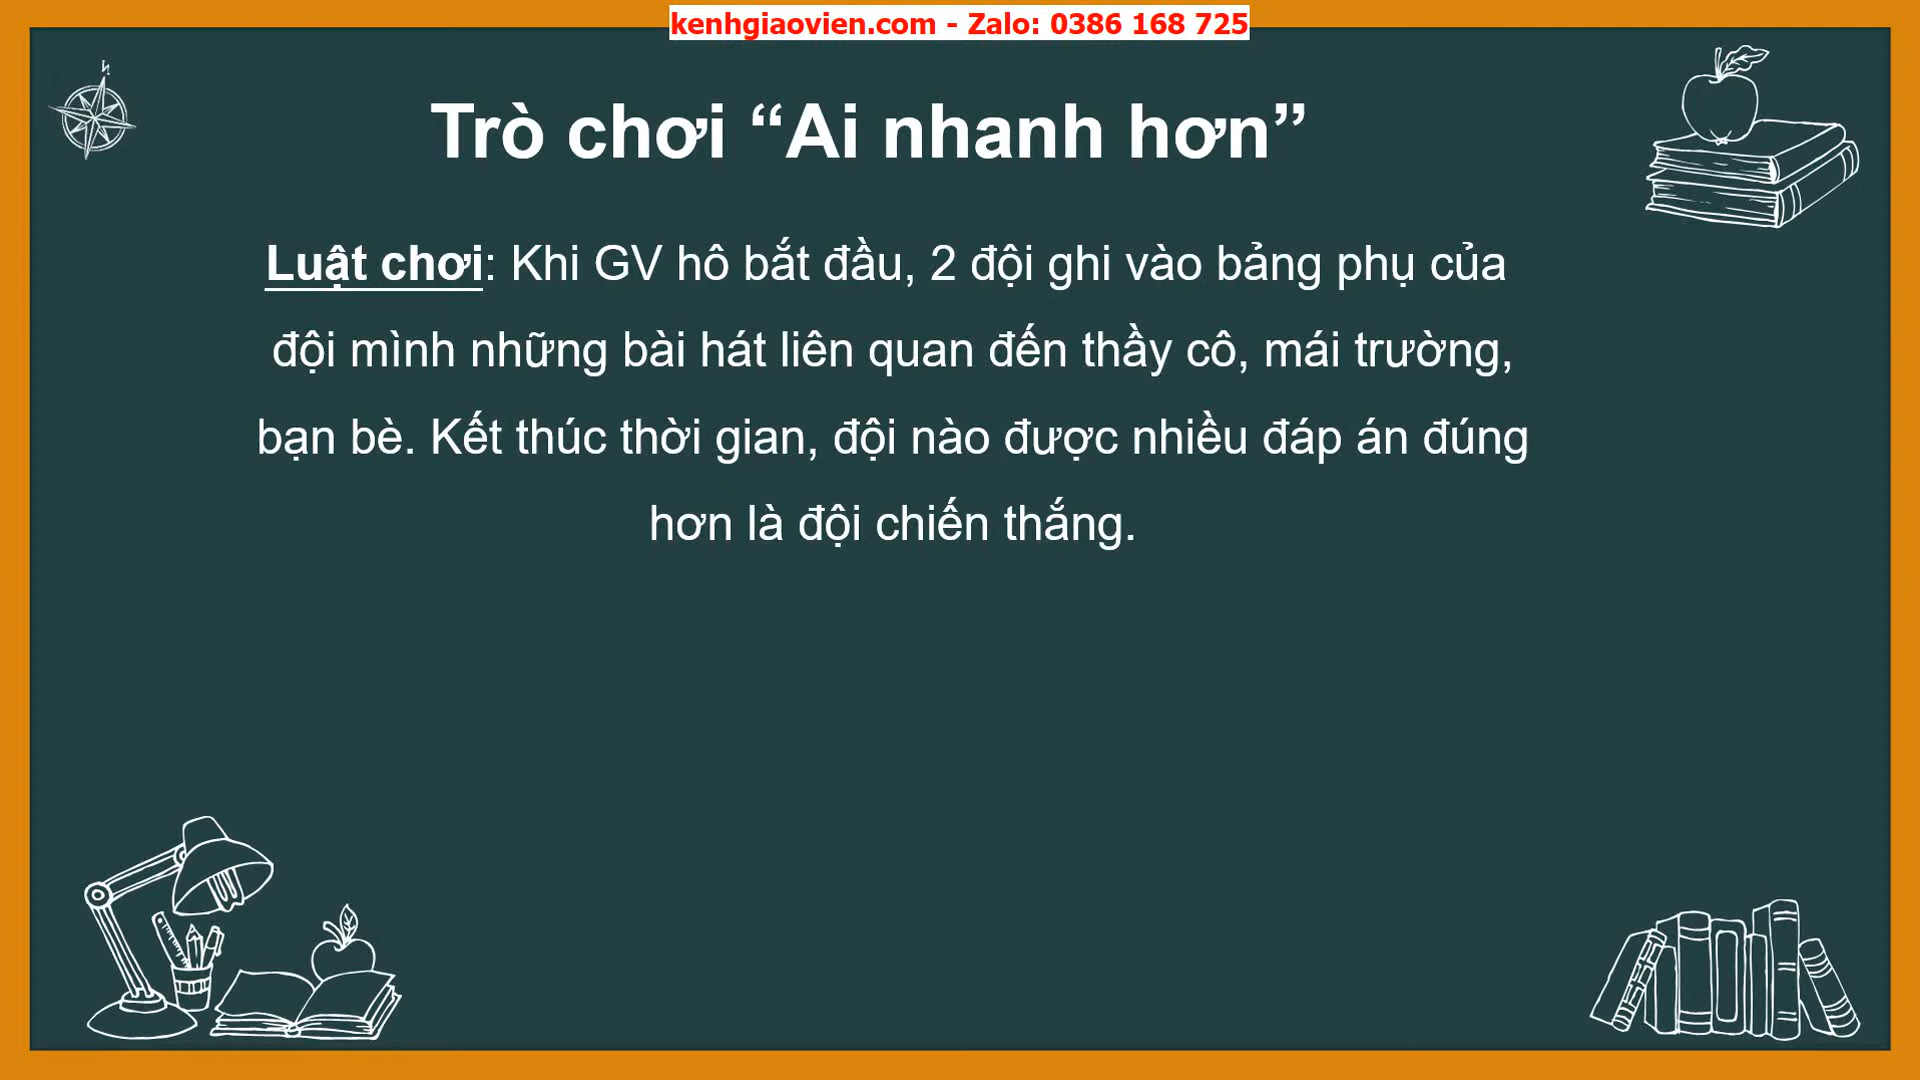 kenhgiaovien.com - Zalo: 0386 168 725
N
Trò chơi “Ai nhanh hơn”
Luật chơi: Khi GV hô bắt đầu, 2 đội ghi vào bảng phụ của
đội mình những bài hát liên quan đến thầy cô, mái trường,
bạn bè. Kết thúc thời gian, đội nào được nhiều đáp án đúng
hơn là đội chiến thắng.